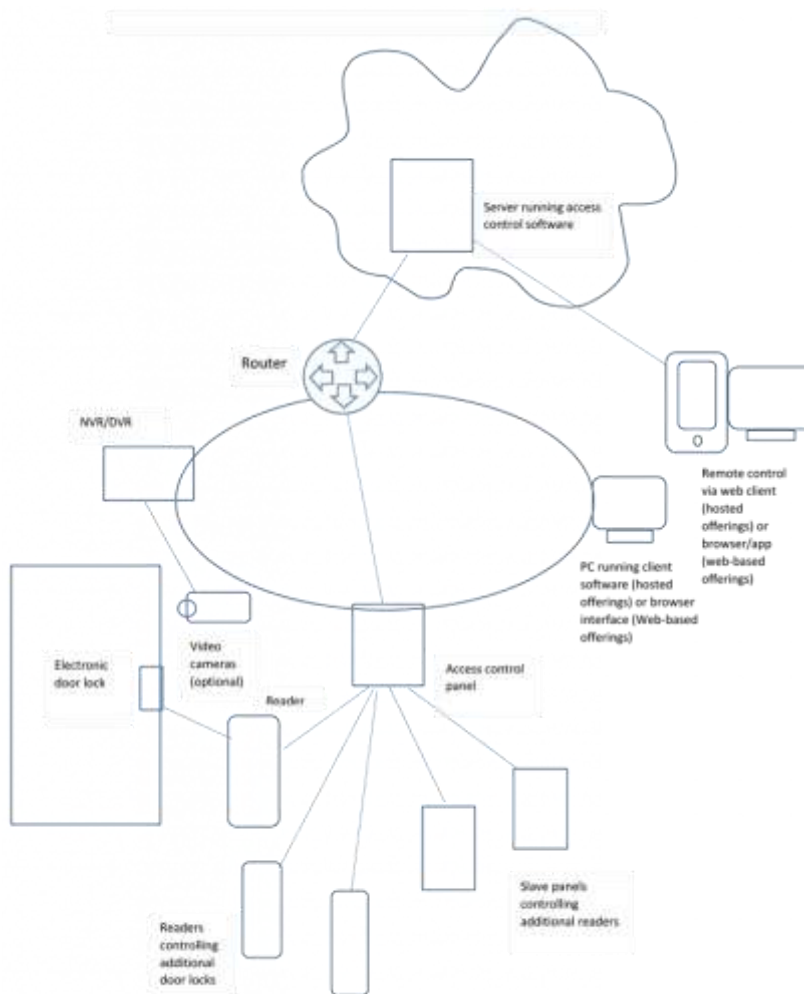 Server running access
control software
Router
NVR/DVR
Remote control
via web client
(hosted
offerings) or
browser/app
(web-based
offerings)
PC running client
software (hosted
offerings) or browser
interface (Web-based
offerings)
Video
cameras
(optional)
Electronic
door lock
Reader
Access control
panel
Slave panels
controlling
additional readers
Readers
controlling
additional
door locks